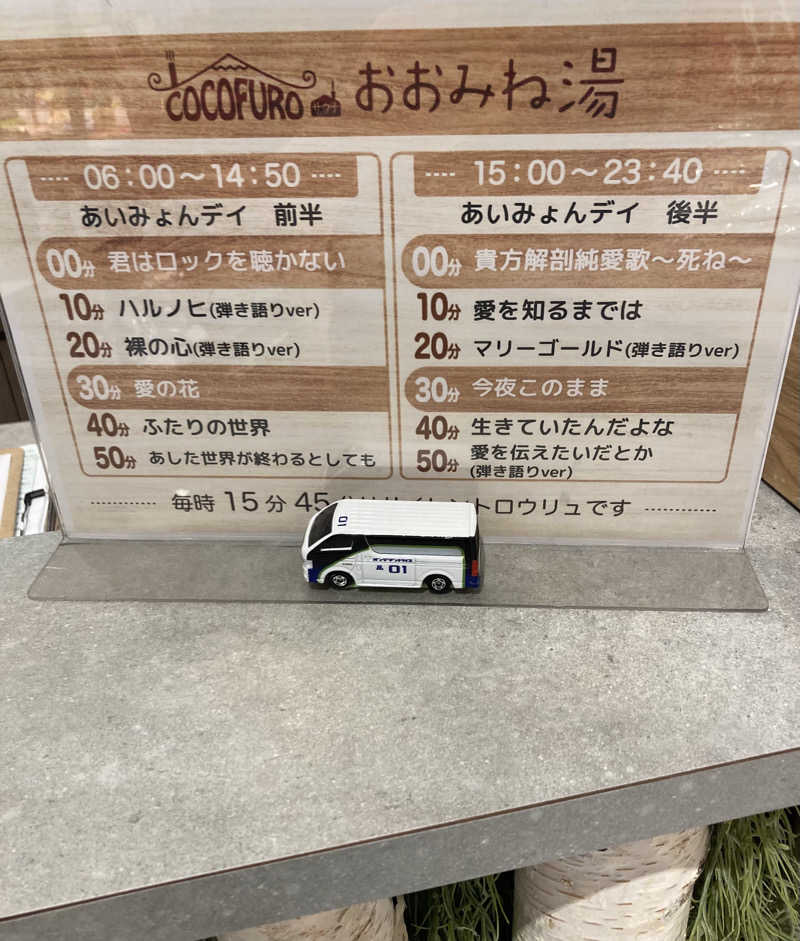 COCOFURO サウナ おおみね湯
06:00〜14:50
あいみょんデイ 前半
00分 君はロックを聴かない
10分 ハルノヒ(弾き語りver)
20分 裸の心(弾き語りver)
30分 愛の花
40分 ふたりの世界
50分 あした世界が終わるとしても
15:00〜23:40
あいみょんデイ 後半
00分 貴方解剖純愛歌〜死ね〜
10分 愛を知るまでは
20分 マリーゴールド(弾き語りver)
30分 今夜このまま
40分 生きていたんだよな
50分 愛を伝えたいだとか
(弾き語りver)
毎時 15 分 45 トロウリュです
01
01